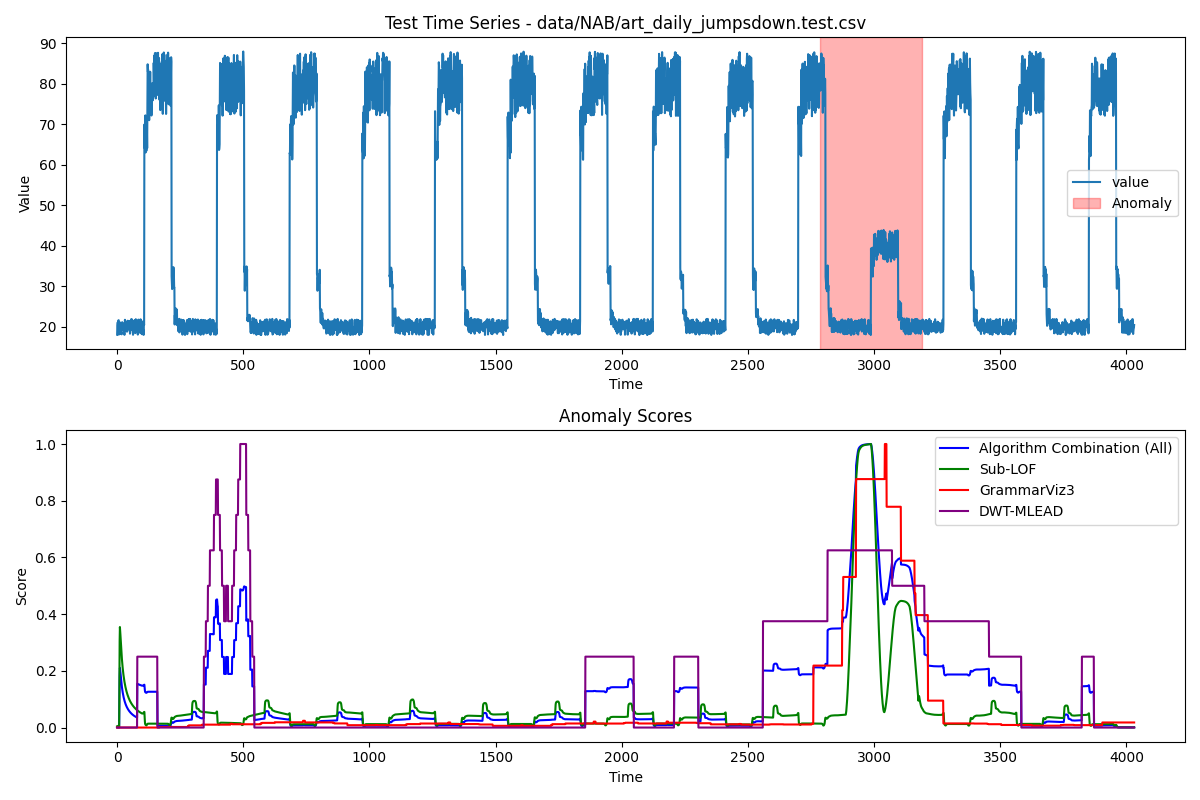 Test Time Series - data/NAB/art_daily_jumpsdown.test.csv
90
80
70
60
50
40
30
20
Value
value
Anomaly
0 500 1000 1500 2000 2500 3000 3500 4000
Time
Anomaly Scores
1.0
0.8
0.6
0.4
0.2
0.0
Score
Algorithm Combination (All)
Sub-LOF
GrammarViz3
DWT-MLEAD
0 500 1000 1500 2000 2500 3000 3500 4000
Time